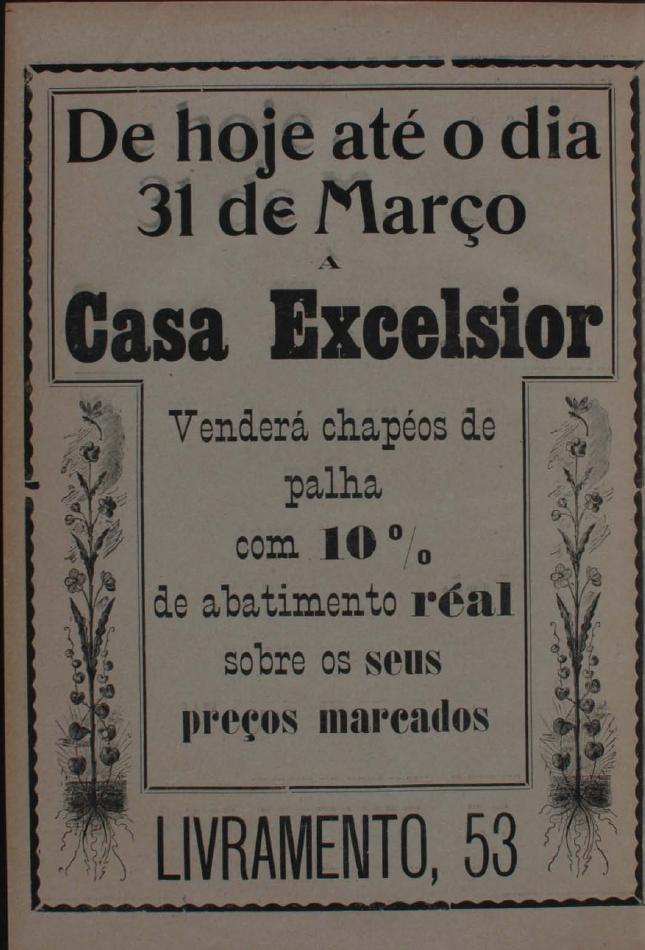 De hoje até o dia
31 de Março
A
Casa Excelsior
Venderá chapéos de
palha
com 10 %
de abatimento réal
sobre os seus
preços marcados
LIVRAMENTO, 53